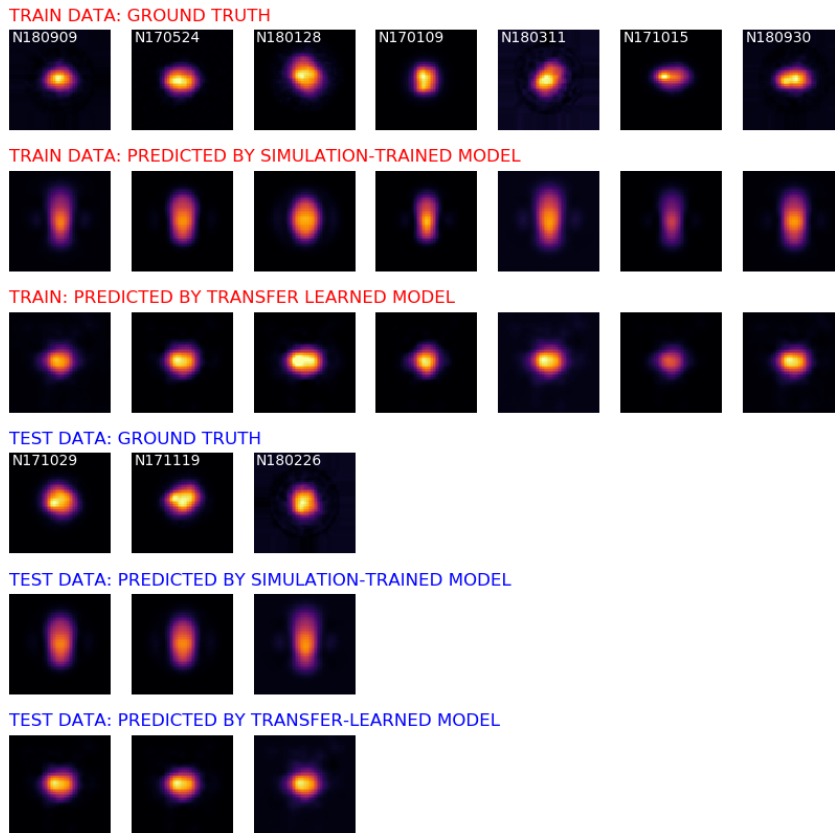 TRAIN DATA: GROUND TRUTH
N180909 N170524 N180128 N170109 N180311 N171015 N180930
TRAIN DATA: PREDICTED BY SIMULATION-TRAINED MODEL
TRAIN: PREDICTED BY TRANSFER LEARNED MODEL
TEST DATA: GROUND TRUTH
N171029 N171119 N180226
TEST DATA: PREDICTED BY SIMULATION-TRAINED MODEL
TEST DATA: PREDICTED BY TRANSFER-LEARNED MODEL